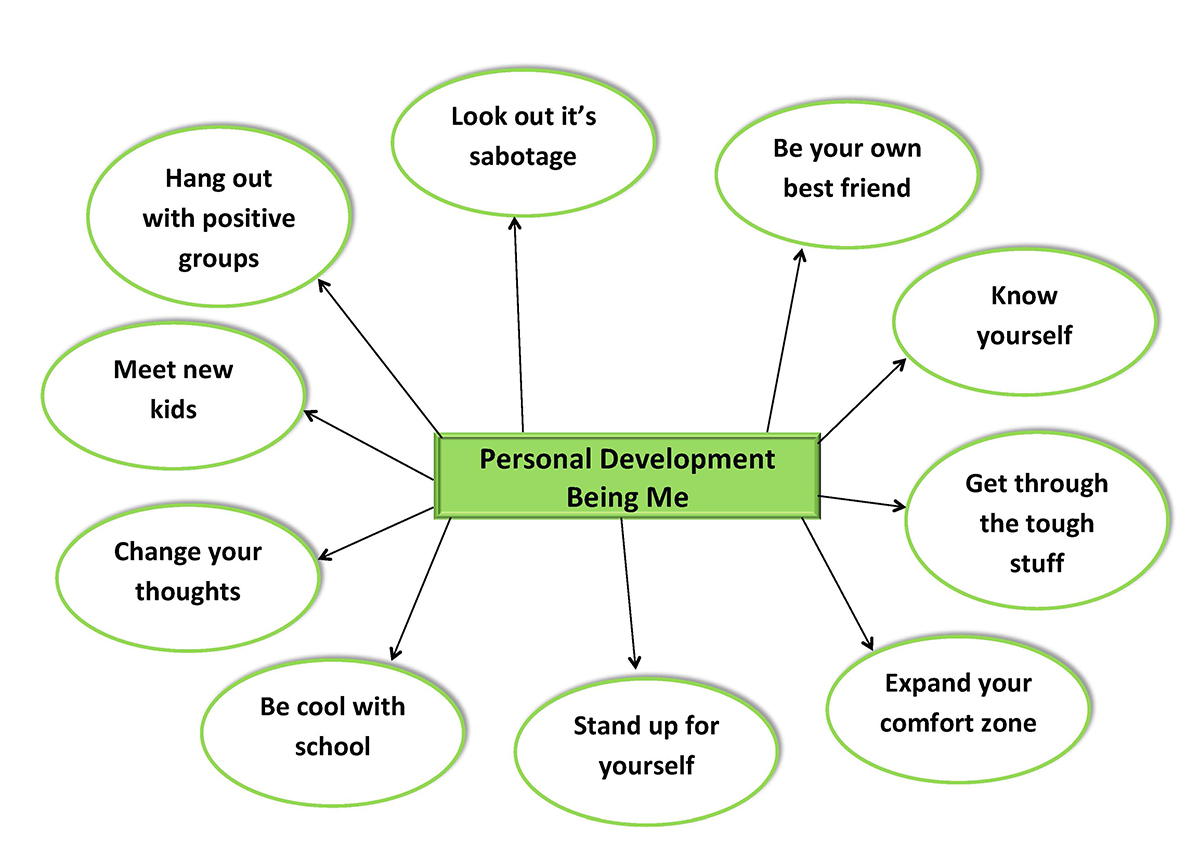 Look out it’s
sabotage
Be your own
best friend
Hang out
with positive
groups
Know
yourself
Meet new
kids
Personal Development
Being Me
Get through
the tough
stuff
Change your
thoughts
Expand your
comfort zone
Be cool with
school
Stand up for
yourself